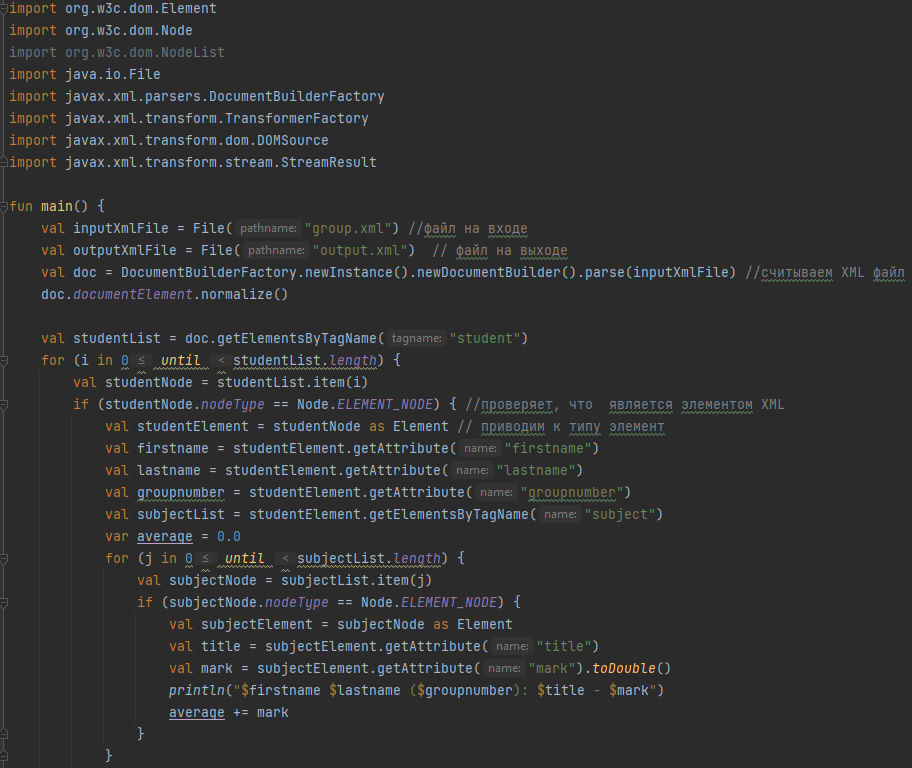 import org.w3c.dom.Element
import org.w3c.dom.Node
import org.w3c.dom.NodeList
import java.io.File
import javax.xml.parsers.DocumentBuilderFactory
import javax.xml.transform.TransformerFactory
import javax.xml.transform.dom.DOMSource
import javax.xml.transform.stream.StreamResult
fun main() {
val inputXmlFile = File( pathname: "group.xml") //файл на входе
val outputXmlFile = File( pathname: "output.xml")  // файл на выходе
val doc = DocumentBuilderFactory.newInstance().newDocumentBuilder().parse(inputXmlFile) //считываем XML файл
doc.documentElement.normalize()
val studentList = doc.getElementsByTagName( tagname: "student")
for (i in 0 ≤ until < studentList.length) {
val studentNode = studentList.item(i)
if (studentNode.nodeType == Node.ELEMENT_NODE) { //проверяет, что  является элементом XML
val studentElement = studentNode as Element // приводим к типу элемент
val firstname = studentElement.getAttribute( name: "firstname")
val lastname = studentElement.getAttribute( name: "lastname")
val groupnumber = studentElement.getAttribute( name: "groupnumber")
val subjectList = studentElement.getElementsByTagName( name: "subject")
var average = 0.0
for (j in 0 ≤ until < subjectList.length) {
val subjectNode = subjectList.item(j)
if (subjectNode.nodeType == Node.ELEMENT_NODE) {
val subjectElement = subjectNode as Element
val title = subjectElement.getAttribute( name: "title")
val mark = subjectElement.getAttribute( name: "mark").toDouble()
println("$firstname $lastname ($groupnumber): $title - $mark")
average += mark
}
}